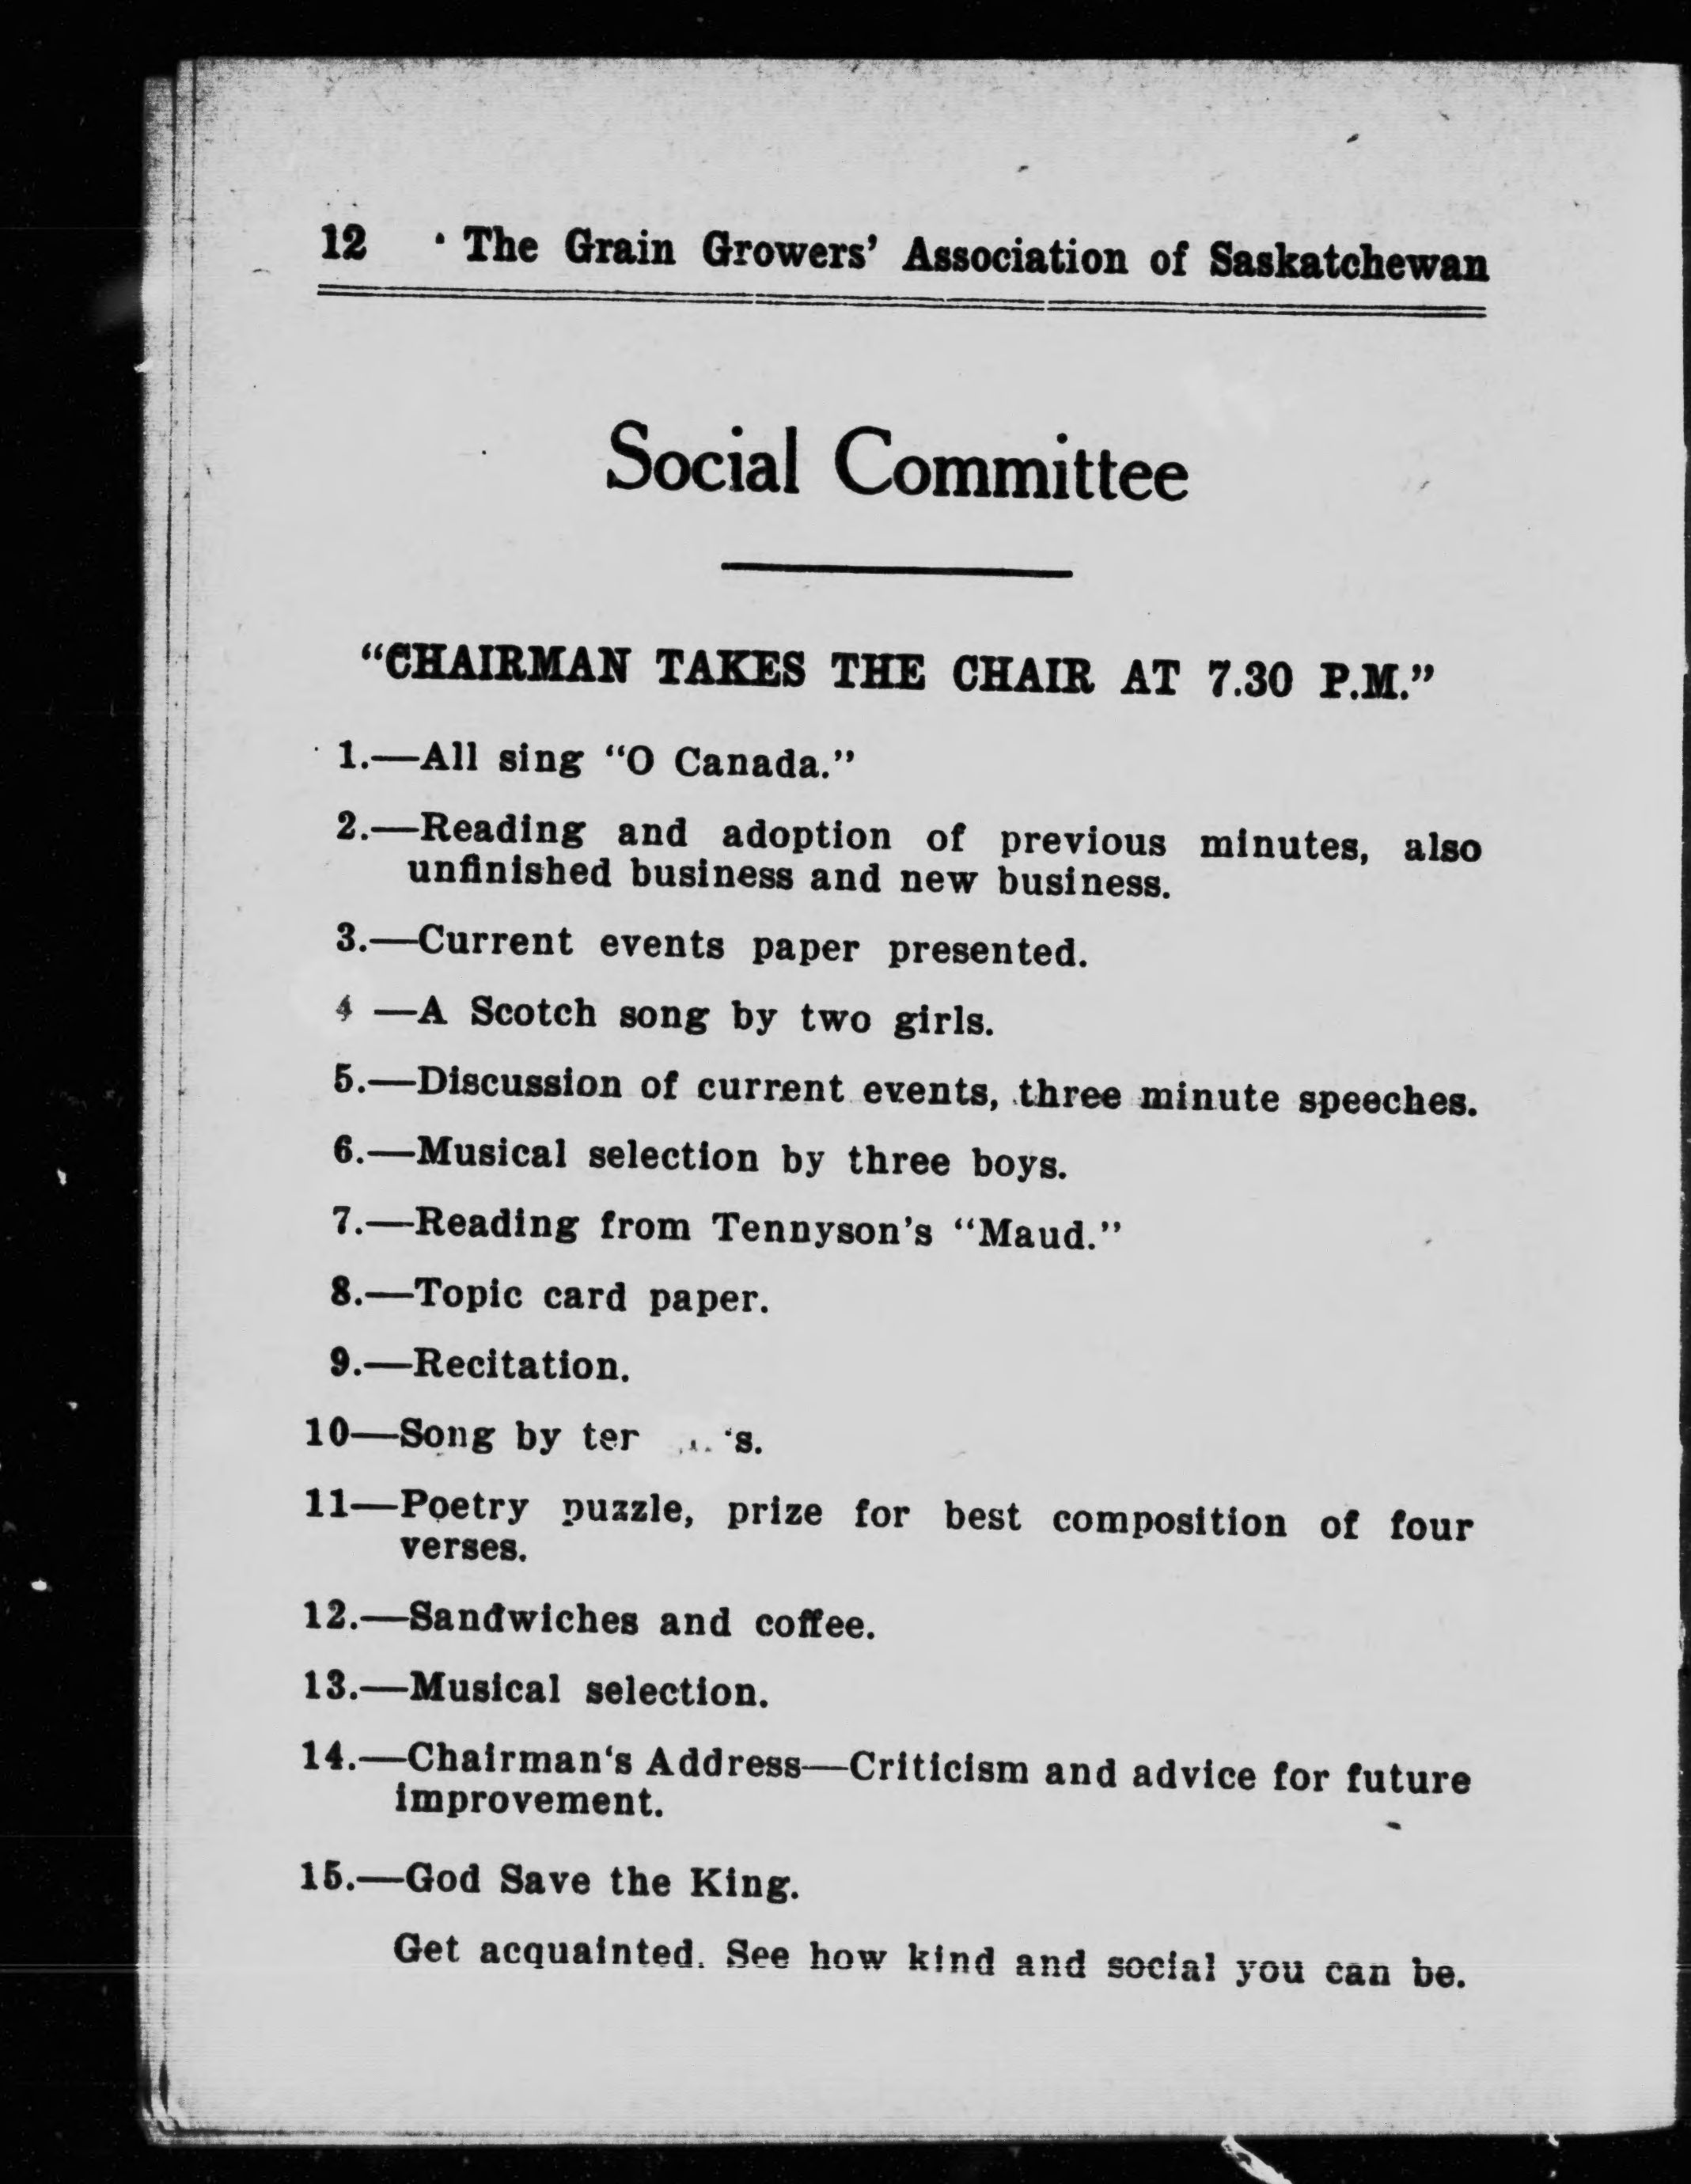 12 The Grain Growers’ Association of Saskatchewan
Social Committee
“CHAIRMAN TAKES THE CHAIR AT 7.30 P.M.”
1.—All sing “O Canada.”
2.—Reading and adoption of previous minutes, also
unfinished business and new business.
3.—Current events paper presented.
4 —A Scotch song by two girls.
5.—Discussion of current events, three minute speeches.
6.—Musical selection by three boys.
7.—Reading from Tennyson’s “Maud.”
8.—Topic card paper.
9.—Recitation.
10—Song by
11—Poetry puzzle, prize for best composition of four
verses.
12.—Sandwiches and coffee.
13.—Musical selection.
14.—Chairman‘s Address—Criticism and advice for future
improvement.
15.—God Save the King.
Get acquainted. See how kind and social you can be.